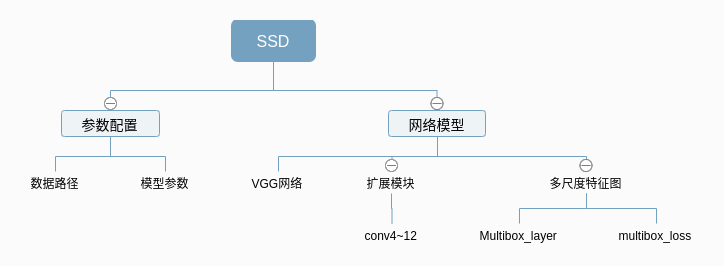 SSD
参数配置
网络模型
数据路径
模型参数
VGG网络
扩展模块
多尺度特征图
conv4~12
Multibox_layer
multibox_loss